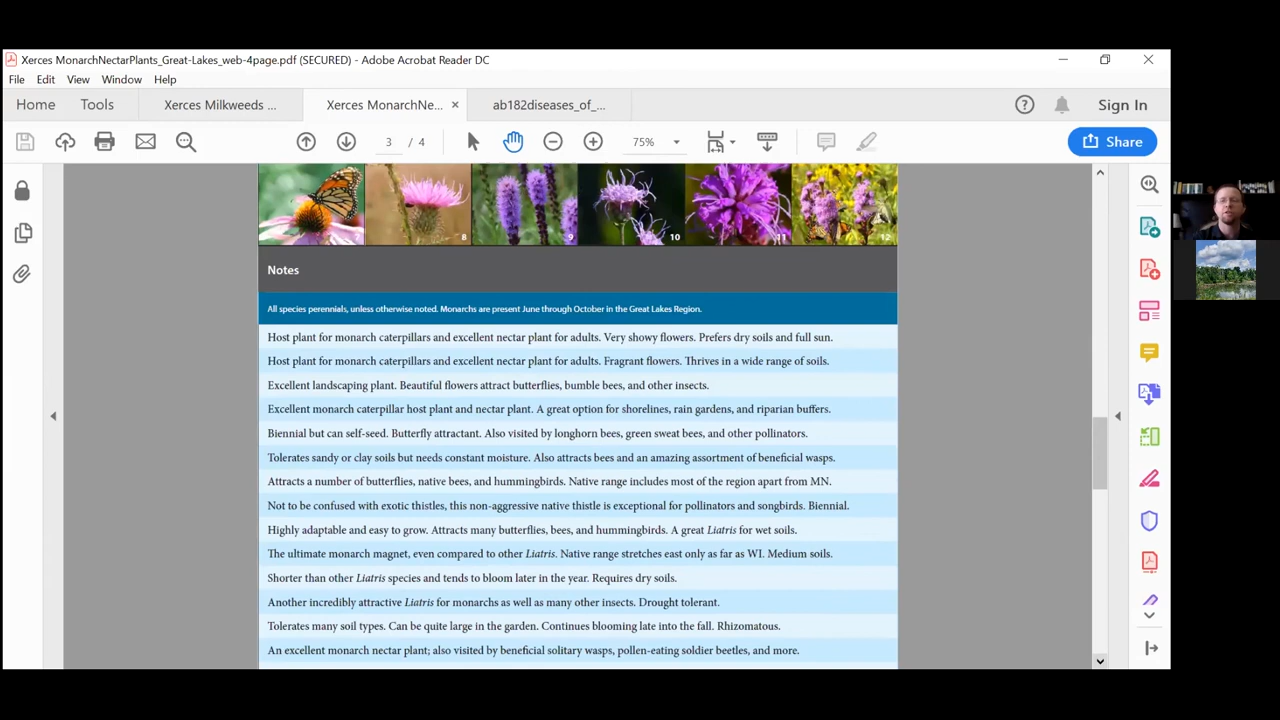 Xerces MonarchNectarPlants_Great-Lakes_web-4page.pdf (SECURED) - Adobe Acrobat Reader DC
File Edit View Window Help
Home Tools Xerces Milkweeds ... Xerces MonarchNe... ab182diseases_of_... Sign In
3 / 4 75% Share
7 8 9 10 11 12
Notes
All species perennials, unless otherwise noted. Monarchs are present June through October in the Great Lakes Region.
Host plant for monarch caterpillars and excellent nectar plant for adults. Very showy flowers. Prefers dry soils and full sun.
Host plant for monarch caterpillars and excellent nectar plant for adults. Fragrant flowers. Thrives in a wide range of soils.
Excellent landscaping plant. Beautiful flowers attract butterflies, bumble bees, and other insects.
Excellent monarch caterpillar host plant and nectar plant. A great option for shorelines, rain gardens, and riparian buffers.
Biennial but can self-seed. Butterfly attractant. Also visited by longhorn bees, green sweat bees, and other pollinators.
Tolerates sandy or clay soils but needs constant moisture. Also attracts bees and an amazing assortment of beneficial wasps.
Attracts a number of butterflies, native bees, and hummingbirds. Native range includes most of the region apart from MN.
Not to be confused with exotic thistles, this non-aggressive native thistle is exceptional for pollinators and songbirds. Biennial.
Highly adaptable and easy to grow. Attracts many butterflies, bees, and hummingbirds. A great Liatris for wet soils.
The ultimate monarch magnet, even compared to other Liatris. Native range stretches east only as far as WI. Medium soils.
Shorter than other Liatris species and tends to bloom later in the year. Requires dry soils.
Another incredibly attractive Liatris for monarchs as well as many other insects. Drought tolerant.
Tolerates many soil types. Can be quite large in the garden. Continues blooming late into the fall. Rhizomatous.
An excellent monarch nectar plant; also visited by beneficial solitary wasps, pollen-eating soldier beetles, and more.